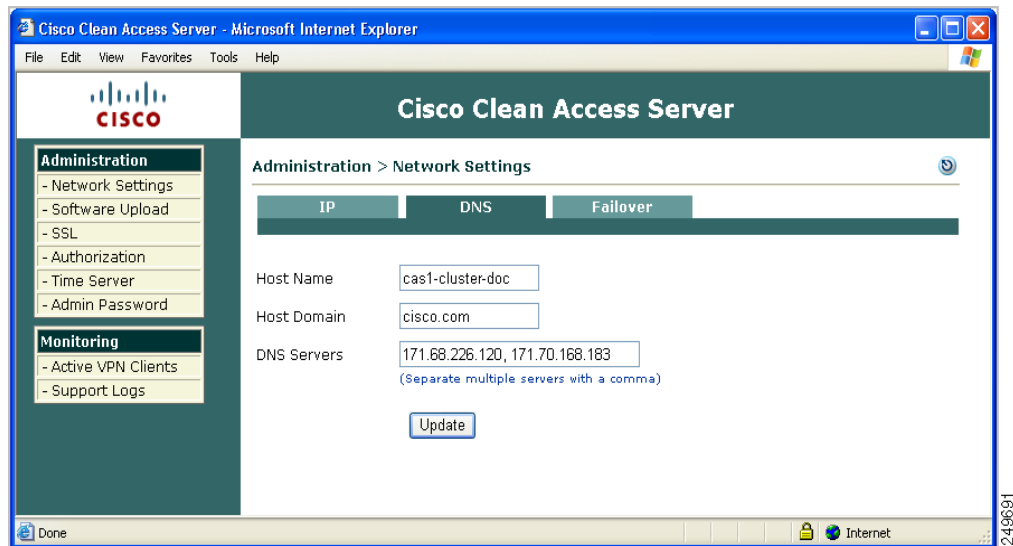 Cisco Clean Access Server - Microsoft Internet Explorer
File Edit View Favorites Tools Help
CISCO
Cisco Clean Access Server
Administration
- Network Settings
- Software Upload
- SSL
- Authorization
- Time Server
- Admin Password
Monitoring
- Active VPN Clients
- Support Logs
Administration > Network Settings
IP DNS Failover
Host Name cas1-cluster-doc
Host Domain cisco.com
DNS Servers 171.68.226.120, 171.70.168.183
(Separate multiple servers with a comma)
Update
Done Internet
249691